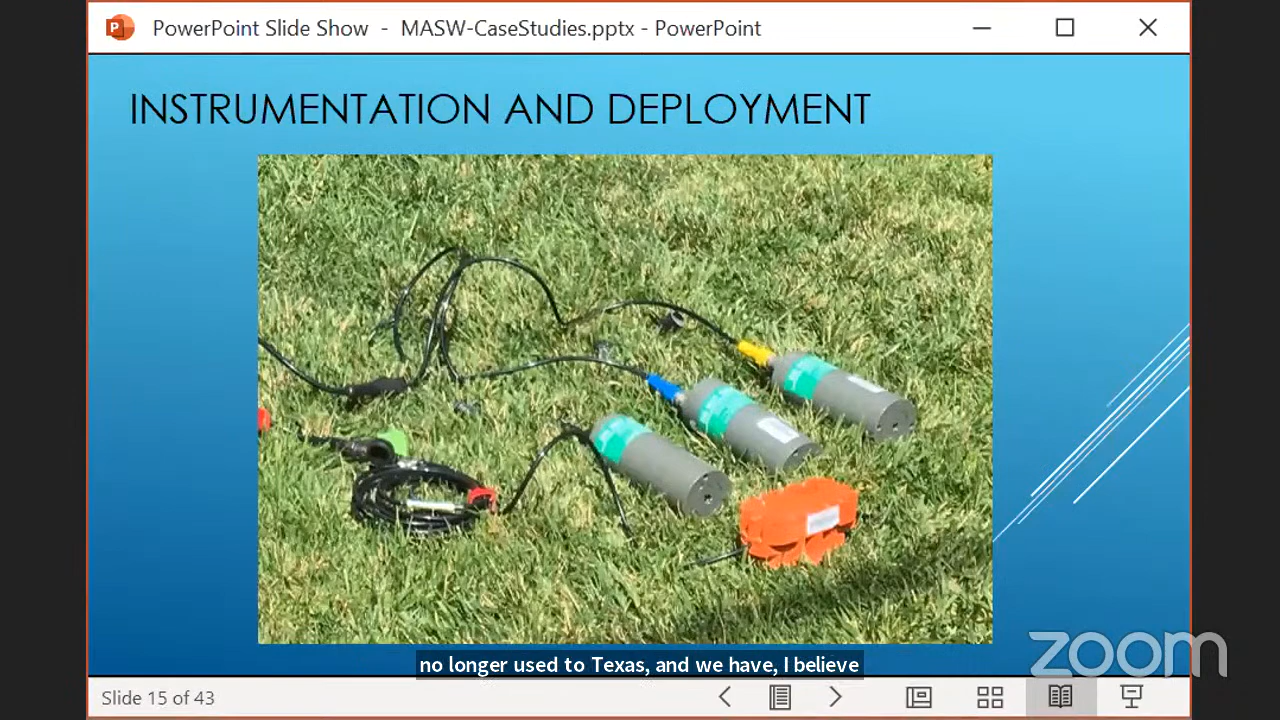 PowerPoint Slide Show - MASW-CaseStudies.pptx - PowerPoint
INSTRUMENTATION AND DEPLOYMENT
no longer used to Texas, and we have, I believe
zoom
Slide 15 of 43